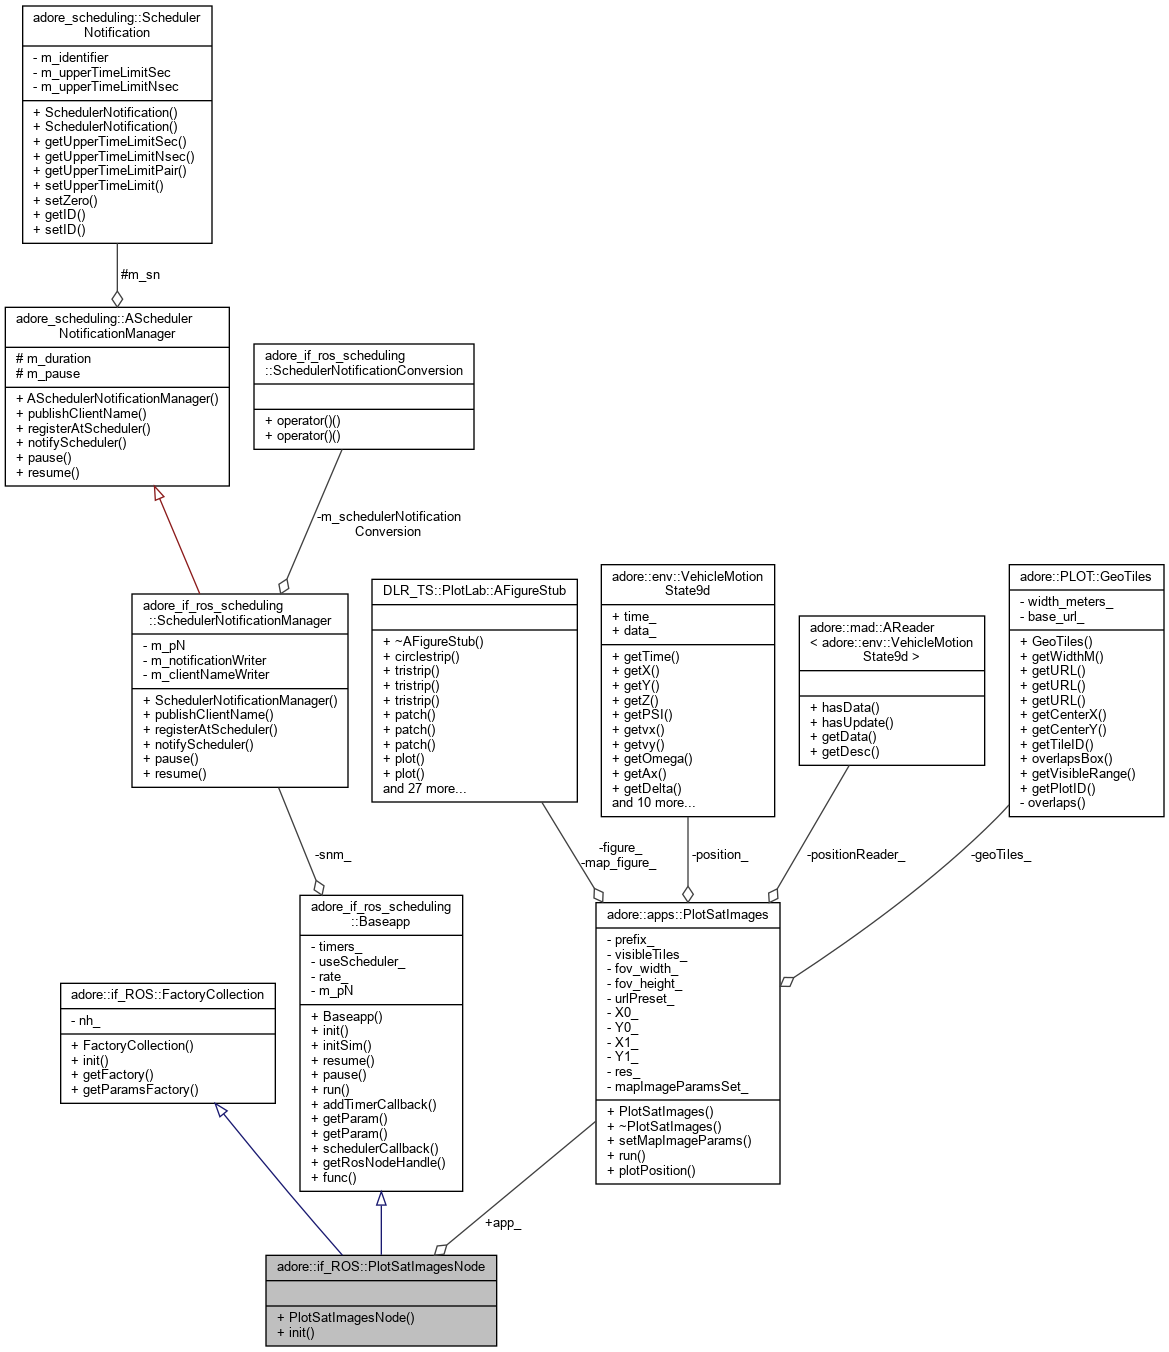 adore_scheduling::Scheduler
Notification
- m_identifier
- m_upperTimeLimitSec
- m_upperTimeLimitNsec
+ SchedulerNotification()
+ SchedulerNotification()
+ getUpperTimeLimitSec()
+ getUpperTimeLimitNsec()
+ getUpperTimeLimitPair()
+ setUpperTimeLimit()
+ setZero()
+ getID()
+ setID()
#m_sn
adore_scheduling::AScheduler
NotificationManager
# m_duration
# m_pause
+ ASchedulerNotificationManager()
+ publishClientName()
+ registerAtScheduler()
+ notifyScheduler()
+ pause()
+ resume()
adore_if_ros_scheduling
::SchedulerNotificationConversion
+ operator()()
+ operator()()
-m_schedulerNotification
Conversion
adore_if_ros_scheduling
::SchedulerNotificationManager
- m_pN
- m_notificationWriter
- m_clientNameWriter
+ SchedulerNotificationManager()
+ publishClientName()
+ registerAtScheduler()
+ notifyScheduler()
+ pause()
+ resume()
DLR_TS::PlotLab::AFigureStub
+ ~AFigureStub()
+ circlestrip()
+ tristrip()
+ tristrip()
+ tristrip()
+ patch()
+ patch()
+ patch()
+ plot()
+ plot()
and 27 more...
adore::env::VehicleMotion
State9d
+ time_
+ data_
+ getTime()
+ getX()
+ getY()
+ getZ()
+ getPSI()
+ getvx()
+ getvy()
+ getOmega()
+ getAx()
+ getDelta()
and 10 more...
adore::mad::AReader
< adore::env::VehicleMotion
State9d >
+ hasData()
+ hasUpdate()
+ getData()
+ getDesc()
adore::PLOT::GeoTiles
- width_meters_
- base_url_
+ GeoTiles()
+ getWidthM()
+ getURL()
+ getURL()
+ getURL()
+ getCenterX()
+ getCenterY()
+ getTileID()
+ overlapsBox()
+ getVisibleRange()
+ getPlotID()
- overlaps()
-snm_
-figure_
-map_figure_
-position_
-positionReader_
-geoTiles_
adore_if_ros_scheduling
::Baseapp
- timers_
- useScheduler_
- rate_
- m_pN
+ Baseapp()
+ init()
+ initSim()
+ resume()
+ pause()
+ run()
+ addTimerCallback()
+ getParam()
+ getParam()
+ schedulerCallback()
+ getRosNodeHandle()
+ func()
adore::apps::PlotSatImages
- prefix_
- visibleTiles_
- fov_width_
- fov_height_
- urlPreset_
- X0_
- Y0_
- X1_
- Y1_
- res_
- mapImageParamsSet_
+ PlotSatImages()
+ ~PlotSatImages()
+ setMapImageParams()
+ run()
+ plotPosition()
adore::if_ROS::FactoryCollection
- nh_
+ FactoryCollection()
+ init()
+ getFactory()
+ getParamsFactory()
+app_
adore::if_ROS::PlotSatImagesNode
+ PlotSatImagesNode()
+ init()